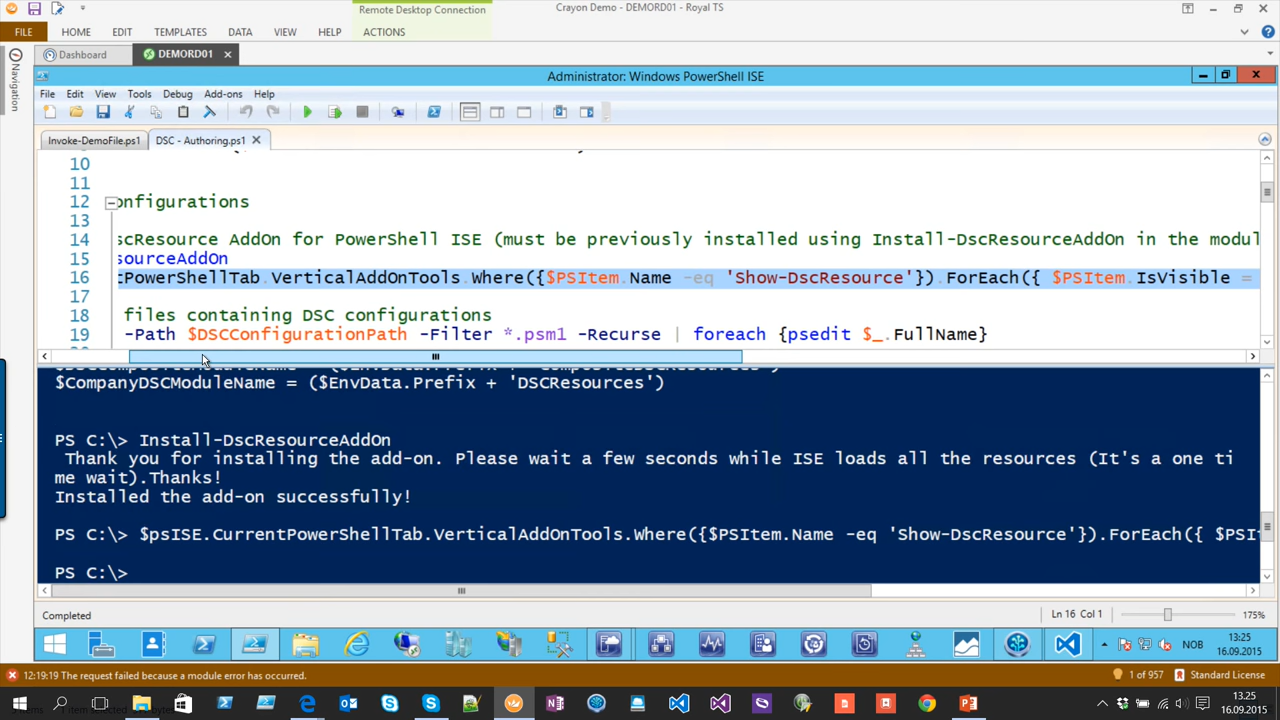 Remote Desktop Connection
Crayon Demo - DEMORD01 - Royal TS
FILE HOME EDIT TEMPLATES DATA VIEW HELP ACTIONS
Navigation
Dashboard DEMORD01
Administrator: Windows PowerShell ISE
File Edit View Tools Debug Add-ons Help
Invoke-DemoFile.ps1 DSC - Authoring.ps1
10
11
12 onfigurations
13
14 scResource AddOn for PowerShell ISE (must be previously installed using Install-DscResourceAddOn in the modul
15 sourceAddOn
16 tPowerShellTab.VerticalAddOnTools.Where({$PSItem.Name -eq 'Show-DscResource'}).ForEach({ $PSItem.IsVisible =
17
18 files containing DSC configurations
19 -Path $DSCConfigurationPath -Filter *.psm1 -Recurse | foreach {psedit $_.FullName}
$CompanyDSCModuleName = ($EnvData.Prefix + 'DSCResources')
PS C:\> Install-DscResourceAddOn
Thank you for installing the add-on. Please wait a few seconds while ISE loads all the resources (It's a one ti
me wait).Thanks!
Installed the add-on successfully!
PS C:\> $psISE.CurrentPowerShellTab.VerticalAddOnTools.Where({$PSItem.Name -eq 'Show-DscResource'}).ForEach({ $PSI
PS C:\>
Completed
Ln 16 Col 1
175%
NOB
13:25
16.09.2015
12:19:19 The request failed because a module error has occurred.
1 of 957
Standard License
13.25
16.09.2015